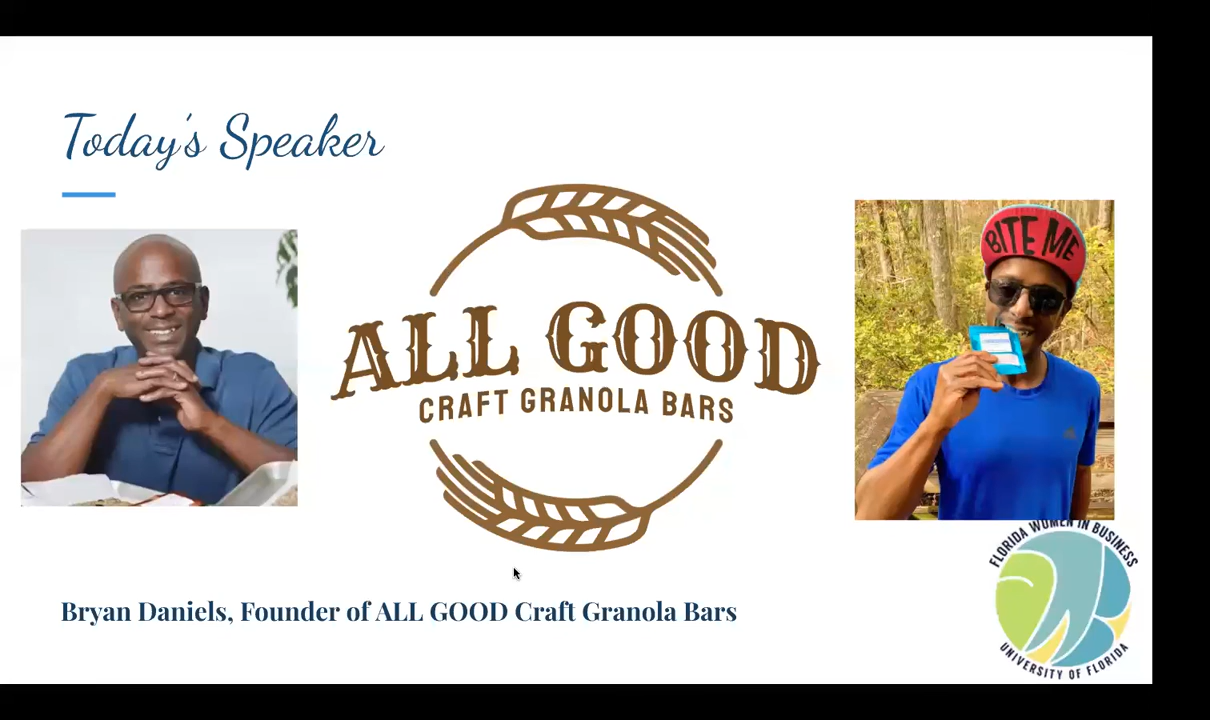 Today's Speaker
BITE ME
ALL GOOD
CRAFT GRANOLA BARS
FLORIDA WOMEN IN BUSINESS
Bryan Daniels, Founder of ALL GOOD Craft Granola Bars
UNIVERSITY OF FLORIDA